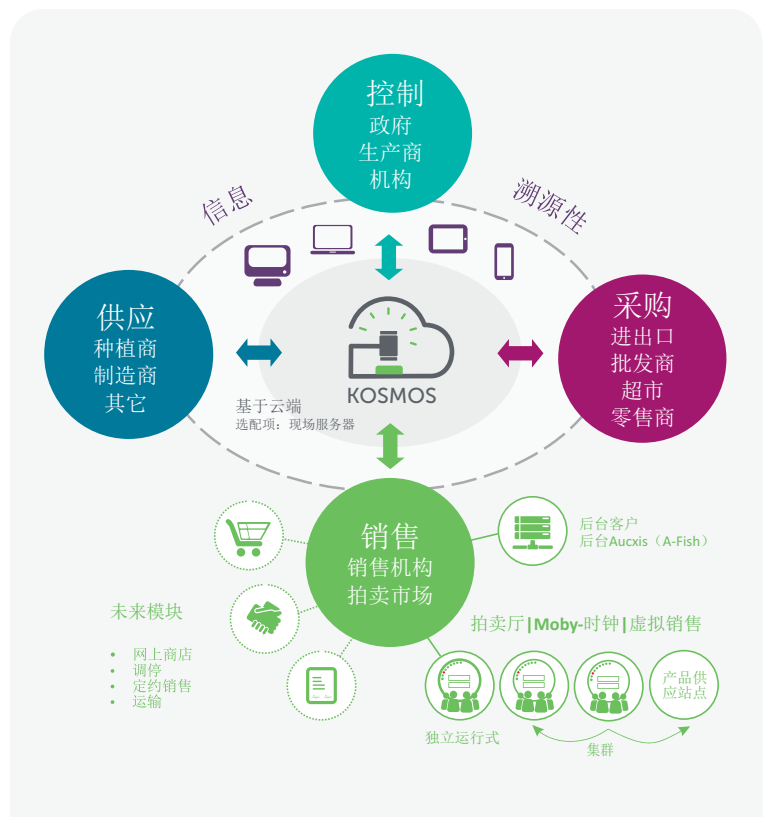 控制
政府
生产商
机构
信息
溯源性
供应
种植商
制造商
其它
采购
进出口
批发商
超市
零售商
KOSMOS
基于云端
选配项：现场服务器
销售
销售机构
拍卖市场
后台客户
后台Aucxis（A-Fish）
未来模块
• 网上商店
• 调停
• 定约销售
• 运输
拍卖厅|Moby-时钟|虚拟销售
产品供
应站点
独立运行式
集群